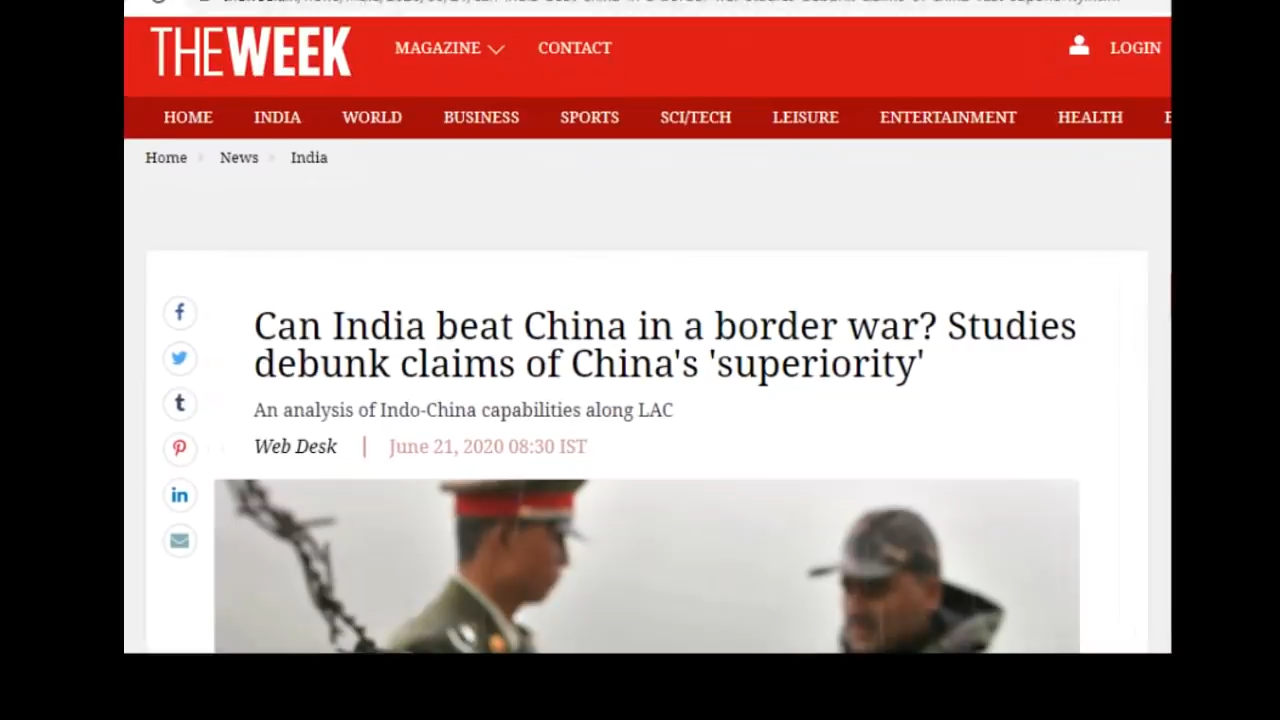 THEWEEK
MAGAZINE
CONTACT
LOGIN
HOME INDIA WORLD BUSINESS SPORTS SCI/TECH LEISURE ENTERTAINMENT HEALTH
Home News India
Can India beat China in a border war? Studies
debunk claims of China's 'superiority'
An analysis of Indo-China capabilities along LAC
Web Desk | June 21, 2020 08:30 IST